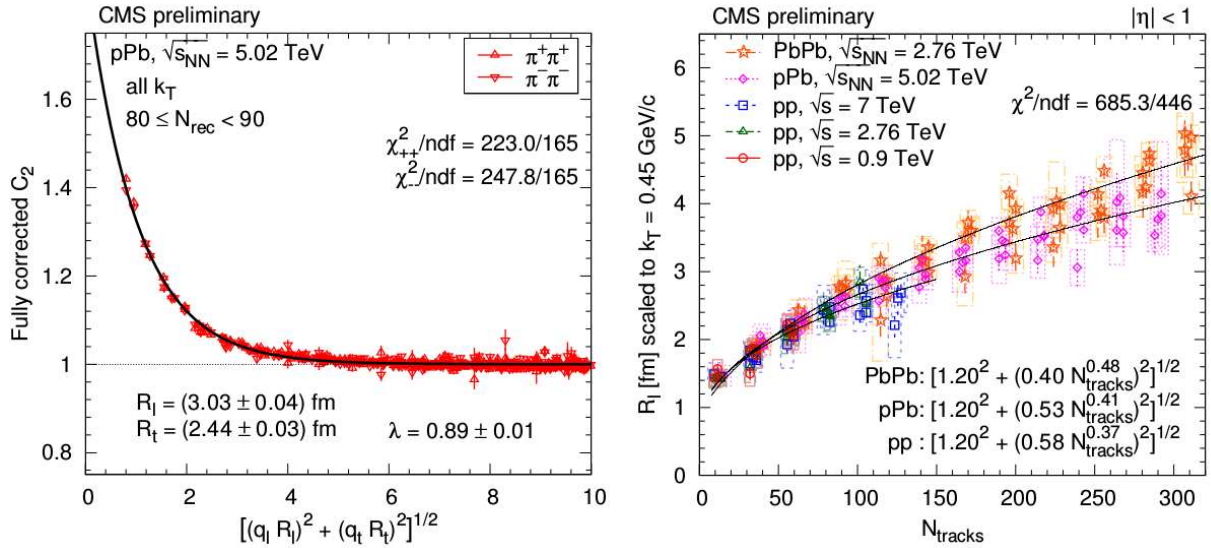 CMS preliminary
pPb, √s_NN = 5.02 TeV
all k_T
80 ≤ N_rec < 90
π⁺π⁺
π⁻π⁻
χ²₊₊/ndf = 223.0/165
χ²₋₋/ndf = 247.8/165
R_l = (3.03 ± 0.04) fm
R_t = (2.44 ± 0.03) fm
λ = 0.89 ± 0.01
Fully corrected C₂
1.6
1.4
1.2
1
0.8
0 2 4 6 8 10
[(q_l R_l)² + (q_t R_t)²]^1/2
CMS preliminary |η| < 1
PbPb, √s_NN = 2.76 TeV
pPb, √s_NN = 5.02 TeV
pp, √s = 7 TeV
pp, √s = 2.76 TeV
pp, √s = 0.9 TeV
χ²/ndf = 685.3/446
PbPb: [1.20² + (0.40 N_tracks^0.48)²]^1/2
pPb: [1.20² + (0.53 N_tracks^0.41)²]^1/2
pp : [1.20² + (0.58 N_tracks^0.37)²]^1/2
R_l [fm] scaled to k_T = 0.45 GeV/c
6
5
4
3
2
1
0
0 50 100 150 200 250 300
N_tracks